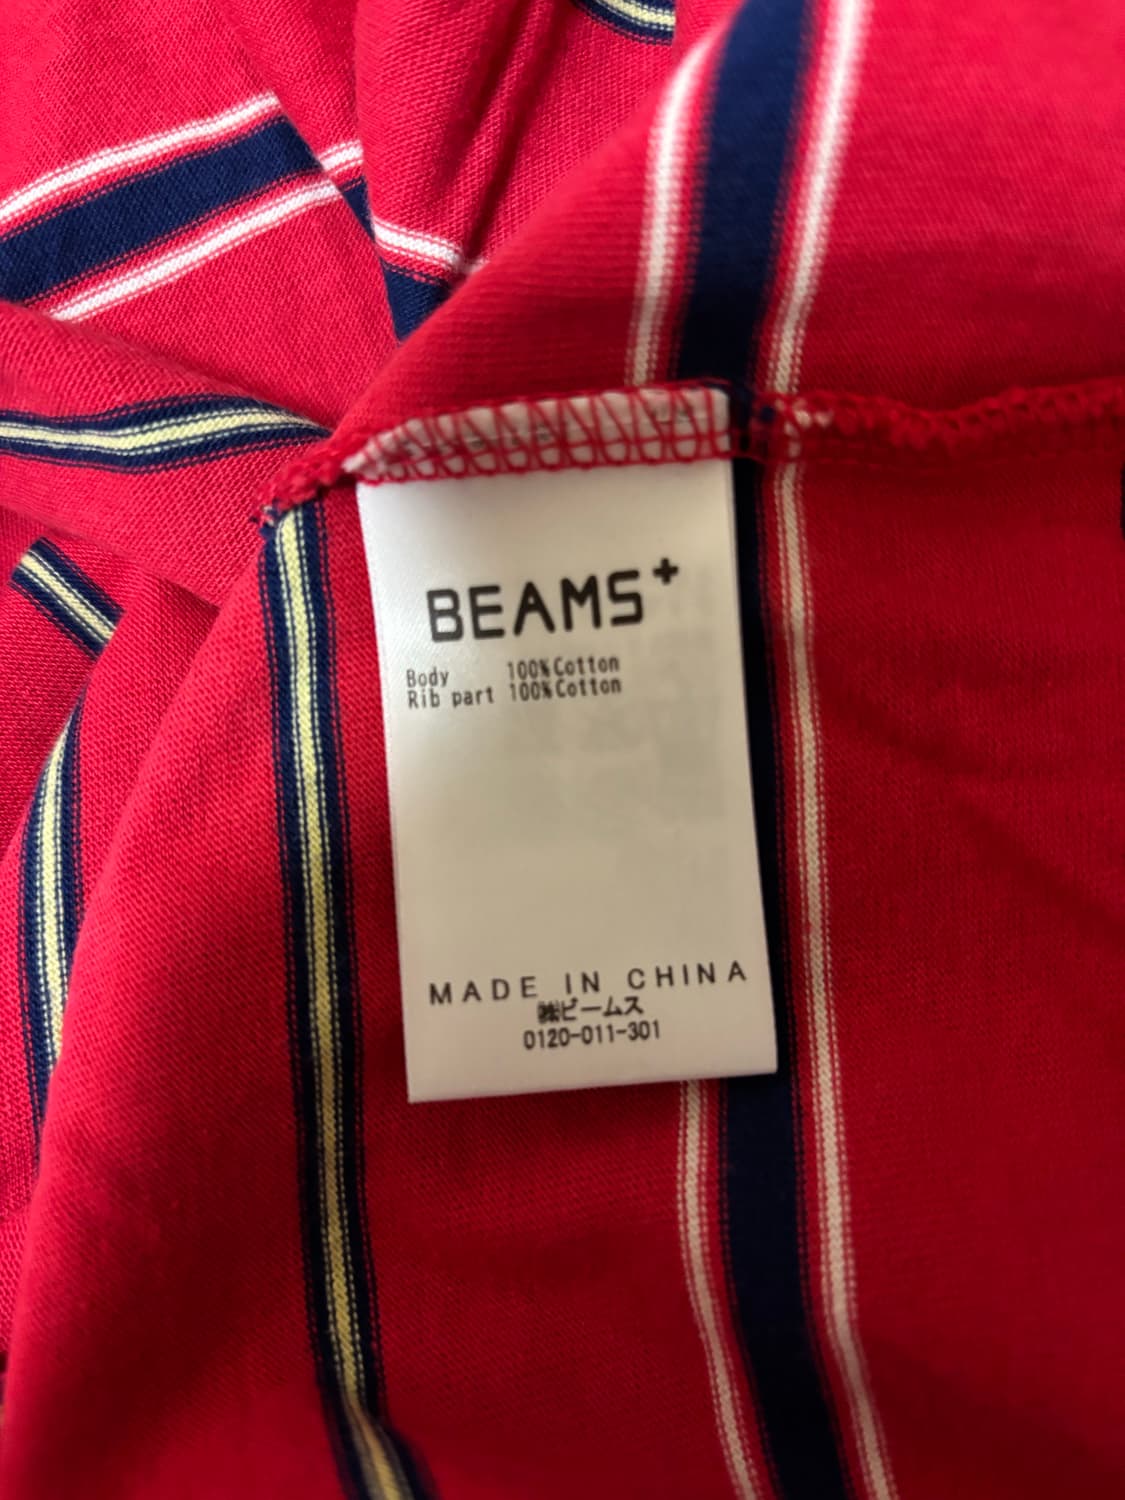 BEAMS+
Body 100%Cotton
Rib part 100%Cotton
MADE IN CHINA
㈱ビームス
0120-011-301